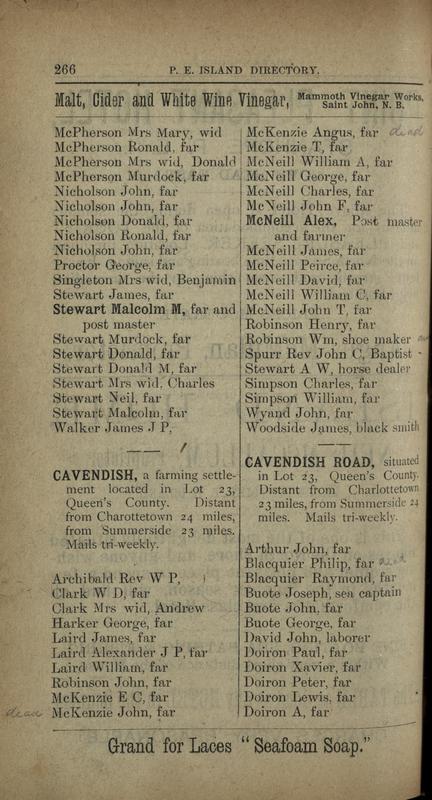 266
P. E. ISLAND DIRECTORY.
Malt, Cider and White Wine Vinegar, Mammoth Vinegar Works, Saint John, N. B.
McPherson Mrs Mary, wid
McPherson Ronald, far
McPherson Mrs wid, Donald
McPherson Murdock, far
Nicholson John, far
Nicholson John, far
Nicholson Donald, far
Nicholson Ronald, far
Nicholson John, far
Proctor George, far
Singleton Mrs wid, Benjamin
Stewart James, far
Stewart Malcolm M, far and
post master
Stewart Murdock, far
Stewart Donald, far
Stewart Donald M, far
Stewart Mrs wid, Charles
Stewart Neil, far
Stewart Malcolm, far
Walker James J P,
CAVENDISH, a farming settle-
ment located in Lot 23,
Queen's County. Distant
from Charottetown 24 miles,
from Summerside 23 miles.
Mails tri-weekly.
Archibald Rev W P,
Clark W D, far
Clark Mrs wid, Andrew
Harker George, far
Laird James, far
Laird Alexander J P, far
Laird William, far
Robinson John, far
McKenzie E C, far
dead McKenzie John, far
McKenzie Angus, far dead
McKenzie T, far
McNeill William A, far
McNeill George, far
McNeill Charles, far
McNeill John F, far
McNeill Alex, Post master
and farmer
McNeill James, far
McNeill Peirce, far
McNeill David, far
McNeill William C, far
McNeill John T, far
Robinson Henry, far
Robinson Wm, shoe maker
Spurr Rev John C, Baptist
Stewart A W, horse dealer
Simpson Charles, far
Simpson William, far
Wyand John, far
Woodside James, black smith
CAVENDISH ROAD, situated
in Lot 23, Queen's County.
Distant from Charlottetown
23 miles, from Summerside 24
miles. Mails tri-weekly.
Arthur John, far
Blacquier Philip, far dead
Blacquier Raymond, far
Buote Joseph, sea captain
Buote John, far
Buote George, far
David John, laborer
Doiron Paul, far
Doiron Xavier, far
Doiron Peter, far
Doiron Lewis, far
Doiron A, far
Grand for Laces "Seafoam Soap."